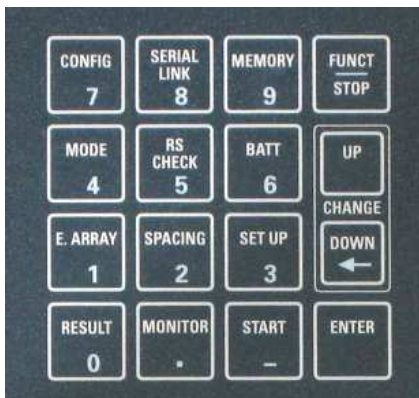 CONFIG
7
SERIAL
LINK
8
MEMORY
9
FUNCT
STOP
MODE
4
RS
CHECK
5
BATT
6
UP
CHANGE
E. ARRAY
1
SPACING
2
SET UP
3
DOWN
←
RESULT
0
MONITOR
.
START
–
ENTER